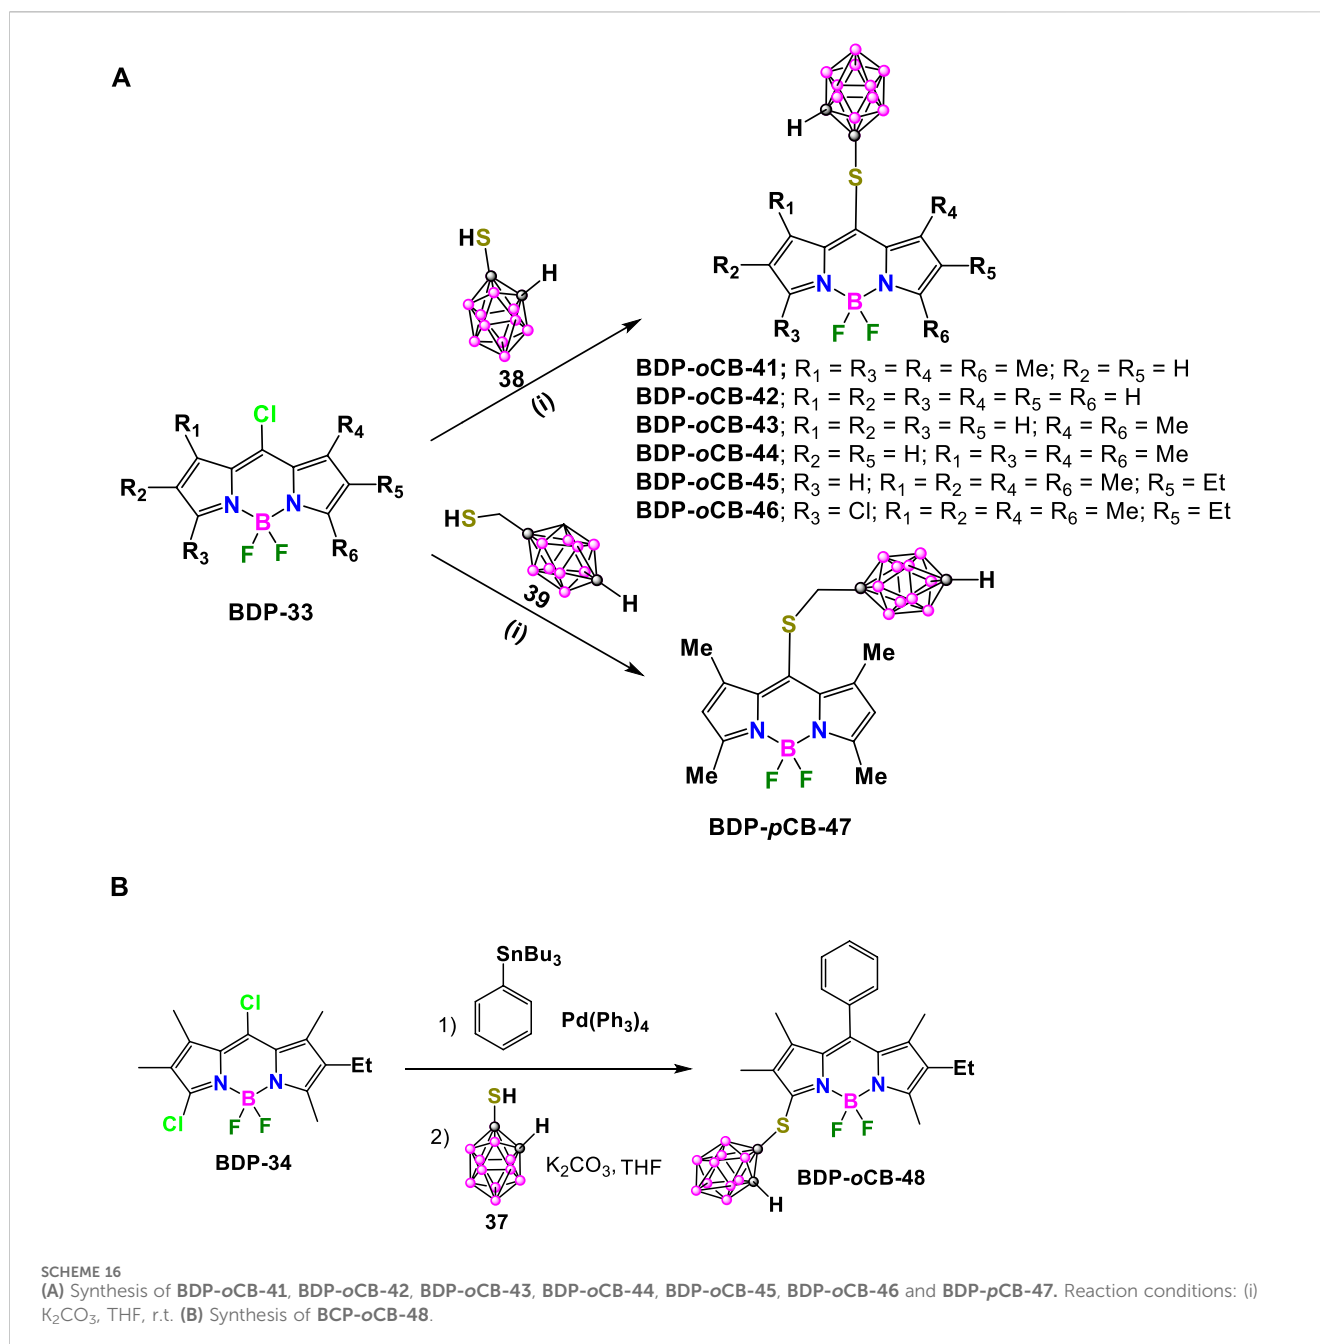 A
H
S
R1
R4
R2
R5
N
N
B
R3
F
F
R6
HS
H
38
(i)
BDP-oCB-41; R1 = R3 = R4 = R6 = Me; R2 = R5 = H
BDP-oCB-42; R1 = R2 = R3 = R4 = R5 = R6 = H
BDP-oCB-43; R1 = R2 = R3 = R5 = H; R4 = R6 = Me
BDP-oCB-44; R2 = R5 = H; R1 = R3 = R4 = R6 = Me
BDP-oCB-45; R3 = H; R1 = R2 = R4 = R6 = Me; R5 = Et
BDP-oCB-46; R3 = Cl; R1 = R2 = R4 = R6 = Me; R5 = Et
Cl
R1
R4
R2
R5
N
N
B
R3
F
F
R6
BDP-33
HS
39
H
(i)
H
S
Me
Me
N
N
B
Me
F
F
Me
BDP-pCB-47
B
Cl
Et
N
N
B
Cl
F
F
BDP-34
SnBu3
1)
Pd(Ph3)4
SH
2)
H
K2CO3, THF
37
Et
N
N
B
S
F
F
H
BDP-oCB-48
SCHEME 16
(A) Synthesis of BDP-oCB-41, BDP-oCB-42, BDP-oCB-43, BDP-oCB-44, BDP-oCB-45, BDP-oCB-46 and BDP-pCB-47. Reaction conditions: (i)
K2CO3, THF, r.t. (B) Synthesis of BCP-oCB-48.